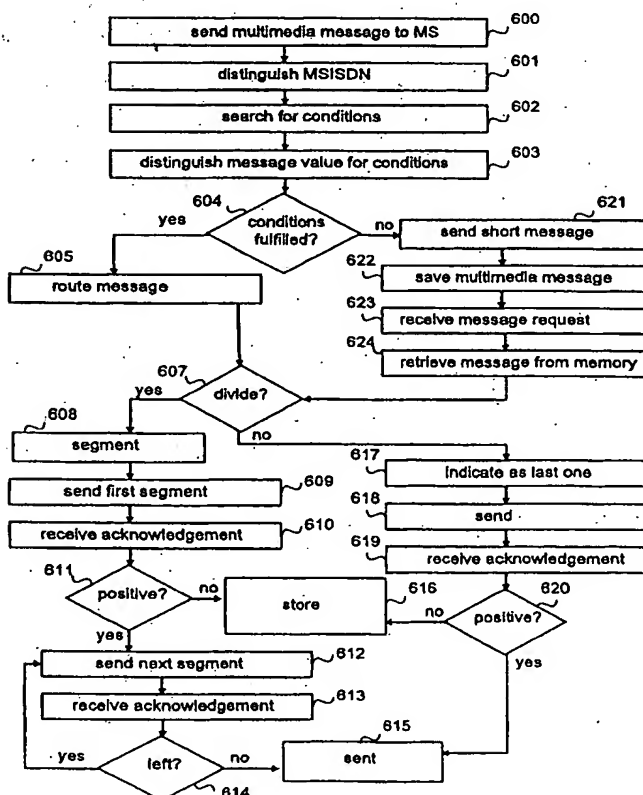 send multimedia message to MS 600
distinguish MSISDN 601
search for conditions 602
distinguish message value for conditions 603
604 conditions fulfilled?
yes
no
605
route message
621
send short message
622
save multimedia message
623
receive message request
624
retrieve message from memory
607 divide?
yes
no
608
segment
send first segment 609
receive acknowledgement 610
611 positive?
no
yes
store 616
617
indicate as last one
618
send
619
receive acknowledgement
620
positive?
no
yes
send next segment 612
613
receive acknowledgement
left?
yes
no
614
615
sent